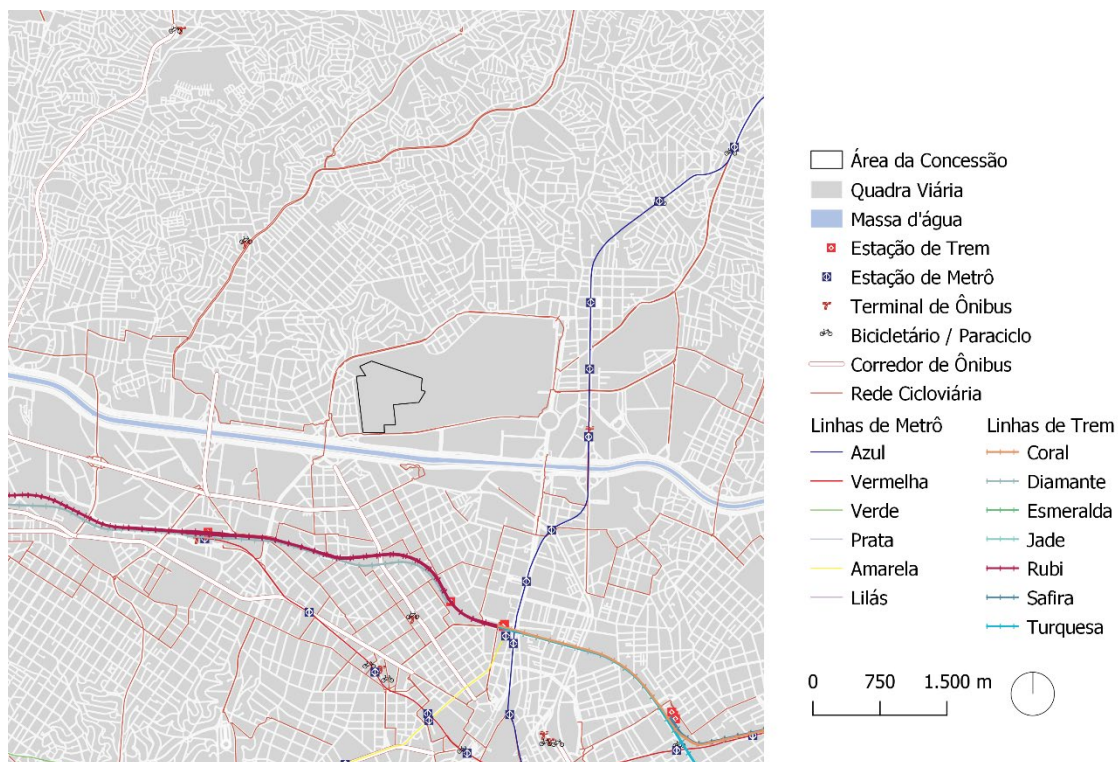 Área da Concessão
Quadra Viária
Massa d'água
Estação de Trem
Estação de Metrô
Terminal de Ônibus
Bicicletário / Paraciclo
Corredor de Ônibus
Rede Cicloviária
Linhas de Metrô
Azul
Vermelha
Verde
Prata
Amarela
Lilás
Linhas de Trem
Coral
Diamante
Esmeralda
Jade
Rubi
Safira
Turquesa
0 750 1.500 m